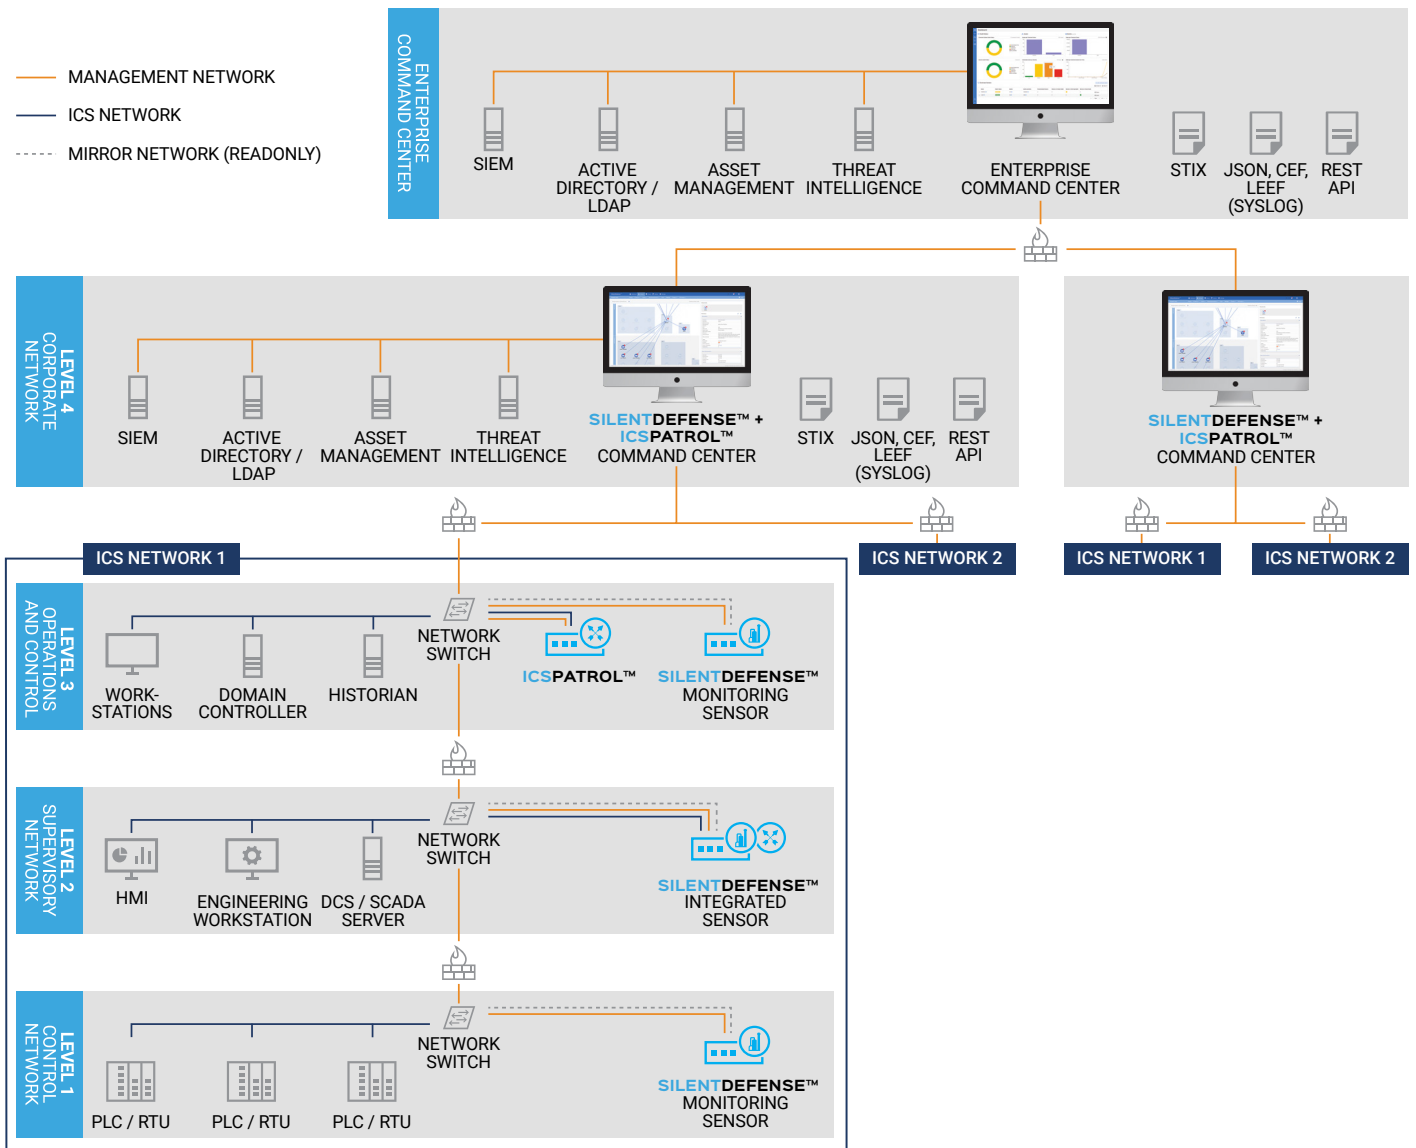 MANAGEMENT NETWORK
ICS NETWORK
MIRROR NETWORK (READONLY)
ENTERPRISE
COMMAND CENTER
SIEM
ACTIVE
DIRECTORY /
LDAP
ASSET
MANAGEMENT
THREAT
INTELLIGENCE
ENTERPRISE
COMMAND CENTER
STIX
JSON, CEF,
LEEF
(SYSLOG)
REST
API
LEVEL 4
CORPORATE
NETWORK
SIEM
ACTIVE
DIRECTORY /
LDAP
ASSET
MANAGEMENT
THREAT
INTELLIGENCE
SILENTDEFENSE™ +
ICSPATROL™
COMMAND CENTER
STIX
JSON, CEF,
LEEF
(SYSLOG)
REST
API
SILENTDEFENSE™ +
ICSPATROL™
COMMAND CENTER
ICS NETWORK 1
ICS NETWORK 2
ICS NETWORK 1
ICS NETWORK 2
LEVEL 3
OPERATIONS
AND CONTROL
WORK-
STATIONS
DOMAIN
CONTROLLER
HISTORIAN
NETWORK
SWITCH
ICSPATROL™
SILENTDEFENSE™
MONITORING
SENSOR
LEVEL 2
SUPERVISORY
NETWORK
HMI
ENGINEERING
WORKSTATION
DCS / SCADA
SERVER
NETWORK
SWITCH
SILENTDEFENSE™
INTEGRATED
SENSOR
LEVEL 1
CONTROL
NETWORK
PLC / RTU
PLC / RTU
PLC / RTU
NETWORK
SWITCH
SILENTDEFENSE™
MONITORING
SENSOR